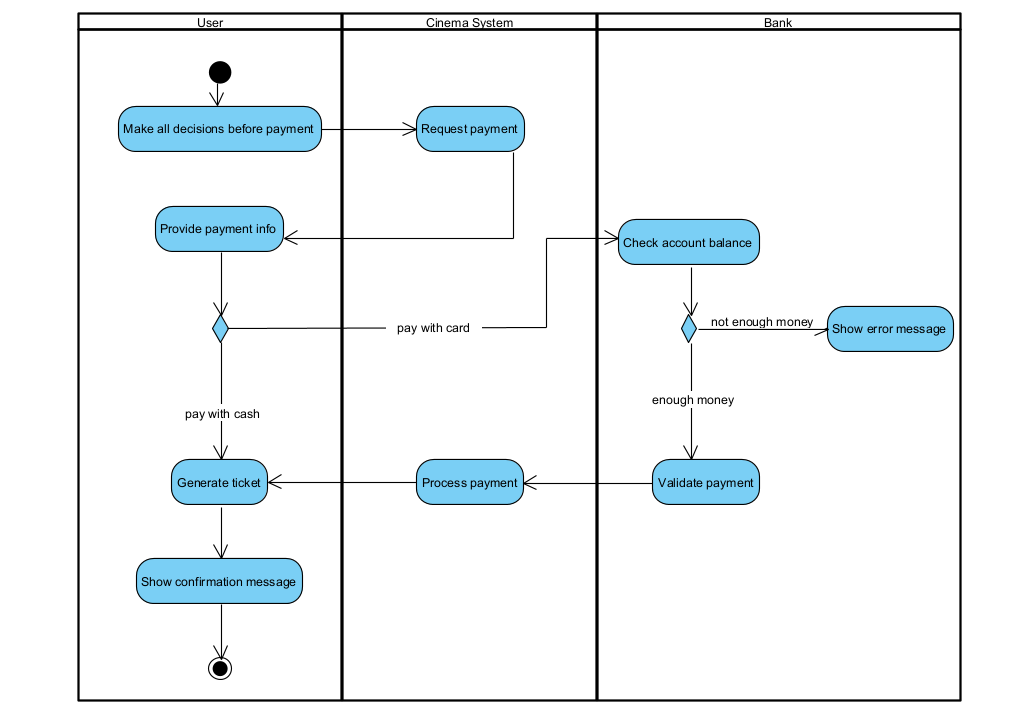 User
Cinema System
Bank
Make all decisions before payment
Request payment
Provide payment info
Check account balance
not enough money
Show error message
pay with card
enough money
pay with cash
Generate ticket
Process payment
Validate payment
Show confirmation message